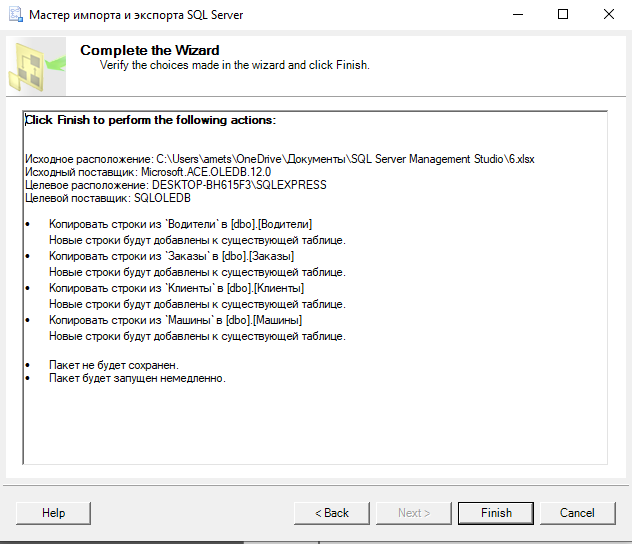 Мастер импорта и экспорта SQL Server
Complete the Wizard
Verify the choices made in the wizard and click Finish.
Click Finish to perform the following actions:
Исходное расположение: C:\Users\amets\OneDrive\Документы\SQL Server Management Studio\6.xlsx
Исходный поставщик: Microsoft.ACE.OLEDB.12.0
Целевое расположение: DESKTOP-BH615F3\SQLEXPRESS
Целевой поставщик: SQLOLEDB
• Копировать строки из `Водители` в [dbo].[Водители]
Новые строки будут добавлены к существующей таблице.
• Копировать строки из `Заказы` в [dbo].[Заказы]
Новые строки будут добавлены к существующей таблице.
• Копировать строки из `Клиенты` в [dbo].[Клиенты]
Новые строки будут добавлены к существующей таблице.
• Копировать строки из `Машины` в [dbo].[Машины]
Новые строки будут добавлены к существующей таблице.
• Пакет не будет сохранен.
• Пакет будет запущен немедленно.
Help < Back Next > Finish Cancel